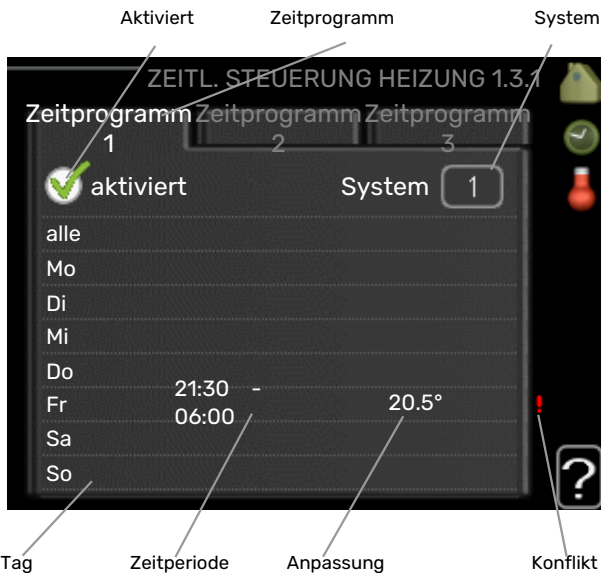 Aktiviert Zeitprogramm System
ZEITL. STEUERUNG HEIZUNG 1.3.1
Zeitprogramm 1 Zeitprogramm 2 Zeitprogramm 3
aktiviert System 1
alle
Mo
Di
Mi
Do
Fr 21:30 - 06:00 20.5° !
Sa
So
?
Tag Zeitperiode Anpassung Konflikt